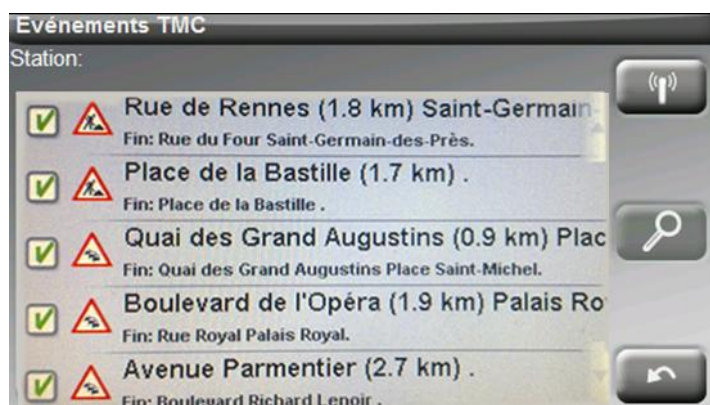 Evénements TMC
Station:
Rue de Rennes (1.8 km) Saint-Germain-
Fin: Rue du Four Saint-Germain-des-Près.
Place de la Bastille (1.7 km) .
Fin: Place de la Bastille .
Quai des Grand Augustins (0.9 km) Plac
Fin: Quai des Grand Augustins Place Saint-Michel.
Boulevard de l'Opéra (1.9 km) Palais Ro
Fin: Rue Royal Palais Royal.
Avenue Parmentier (2.7 km) .
Fin: Boulevard Richard Lenoir .